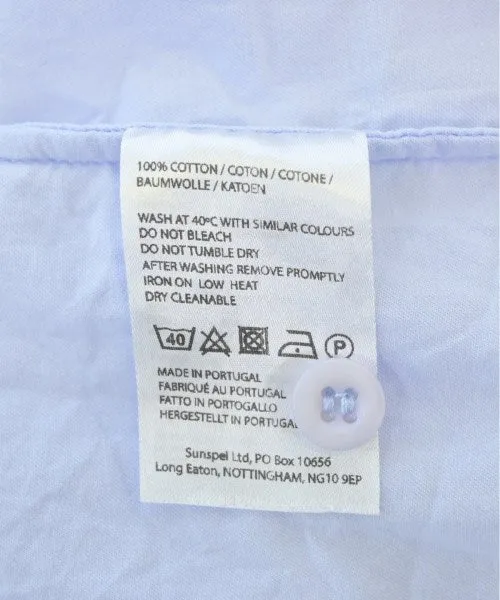 100% COTTON / COTON / COTONE /
BAUMWOLLE / KATOEN
WASH AT 40ºC WITH SIMILAR COLOURS
DO NOT BLEACH
DO NOT TUMBLE DRY
AFTER WASHING REMOVE PROMPTLY
IRON ON LOW HEAT
DRY CLEANABLE
40 P
MADE IN PORTUGAL
FABRIQUÉ AU PORTUGAL
FATTO IN PORTOGALLO
HERGESTELLT IN PORTUGAL
Sunspel Ltd, PO Box 10656
Long Eaton, NOTTINGHAM, NG10 9EP